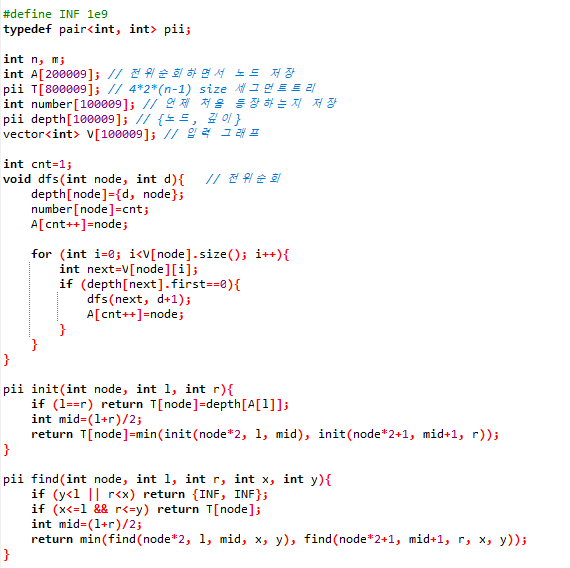 #define INF 1e9
typedef pair<int, int> pii;

int n, m;
int A[200009]; // 전위순회하면서 노드 저장
pii T[800009]; // 4*2*(n-1) size 세그먼트트리
int number[100009]; // 언제 처음 등장하는지 저장
pii depth[100009]; // {노드, 깊이}
vector<int> V[100009]; // 입력 그래프

int cnt=1;
void dfs(int node, int d){   // 전위순회
    depth[node]={d, node};
    number[node]=cnt;
    A[cnt++]=node;

    for (int i=0; i<V[node].size(); i++){
        int next=V[node][i];
        if (depth[next].first==0){
            dfs(next, d+1);
            A[cnt++]=node;
        }
    }
}

pii init(int node, int l, int r){
    if (l==r) return T[node]=depth[A[l]];
    int mid=(l+r)/2;
    return T[node]=min(init(node*2, l, mid), init(node*2+1, mid+1, r));
}

pii find(int node, int l, int r, int x, int y){
    if (y<l || r<x) return {INF, INF};
    if (x<=l && r<=y) return T[node];
    int mid=(l+r)/2;
    return min(find(node*2, l, mid, x, y), find(node*2+1, mid+1, r, x, y));
}